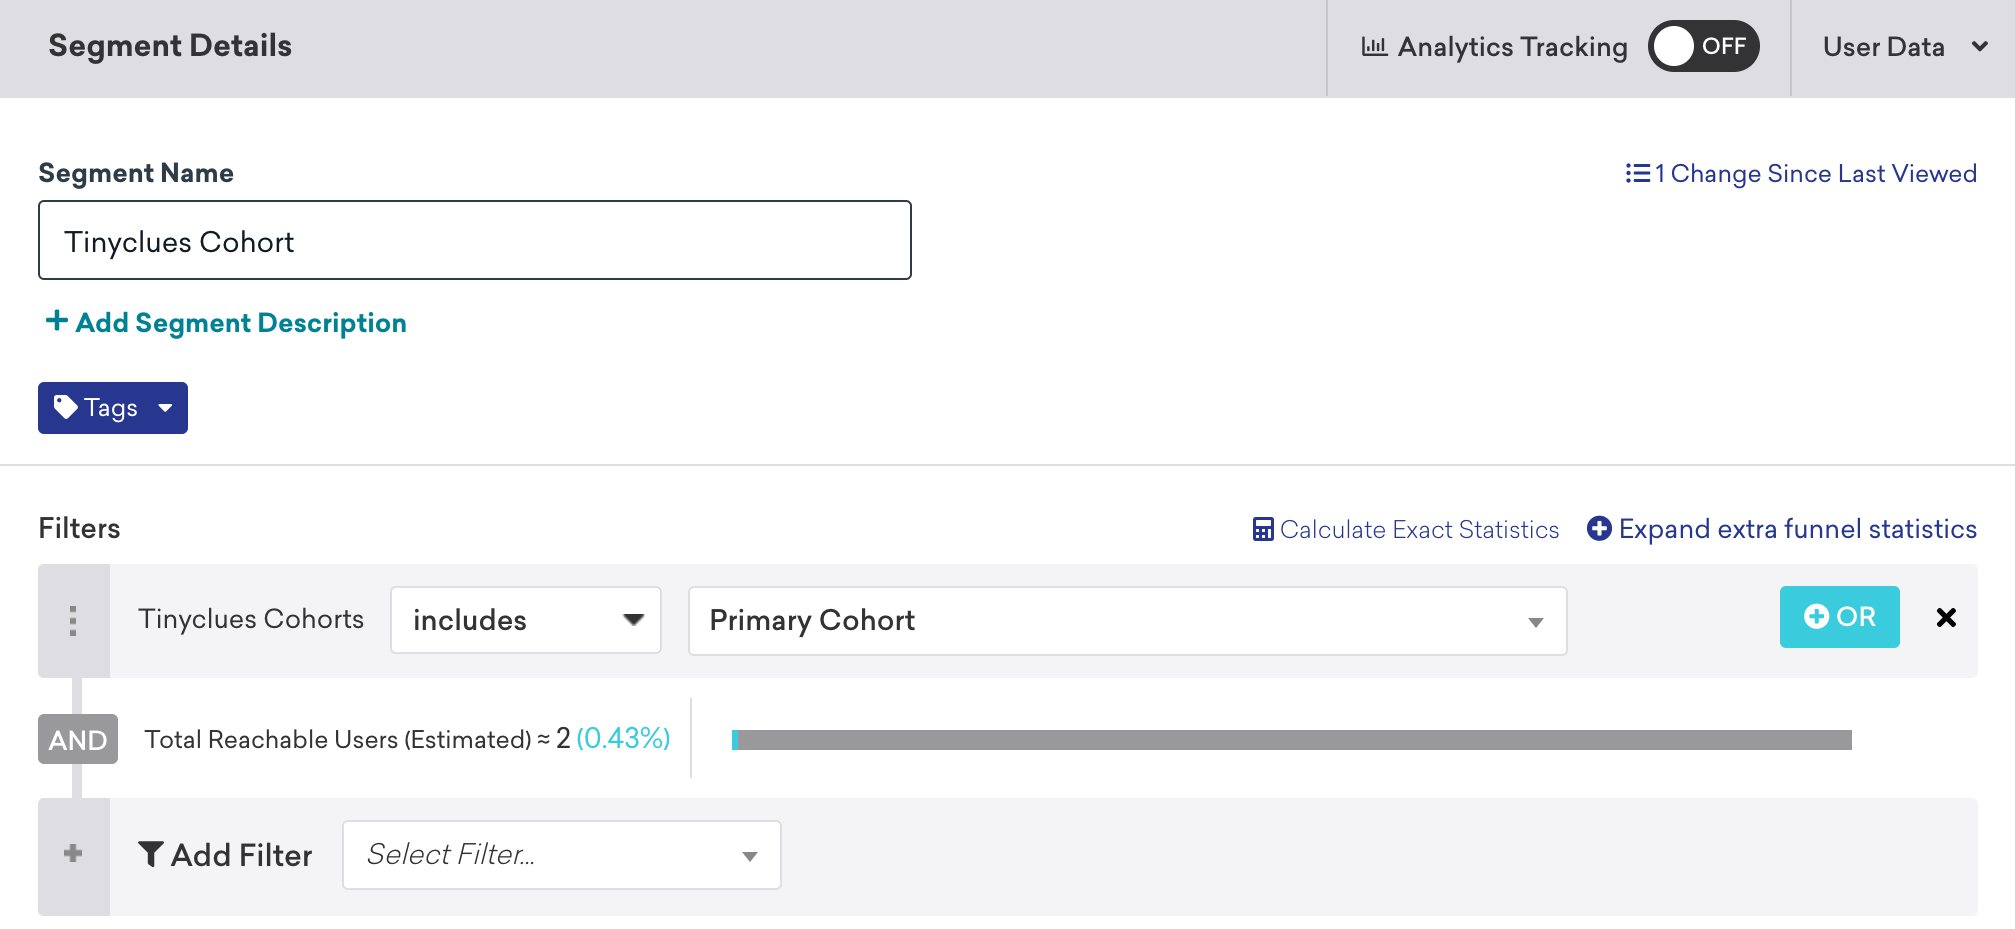 Segment Details
Analytics Tracking OFF User Data
Segment Name
1 Change Since Last Viewed
Tinyclues Cohort
+ Add Segment Description
Tags
Filters
Calculate Exact Statistics Expand extra funnel statistics
Tinyclues Cohorts includes Primary Cohort OR
AND Total Reachable Users (Estimated) ≈ 2 (0.43%)
Add Filter Select Filter...